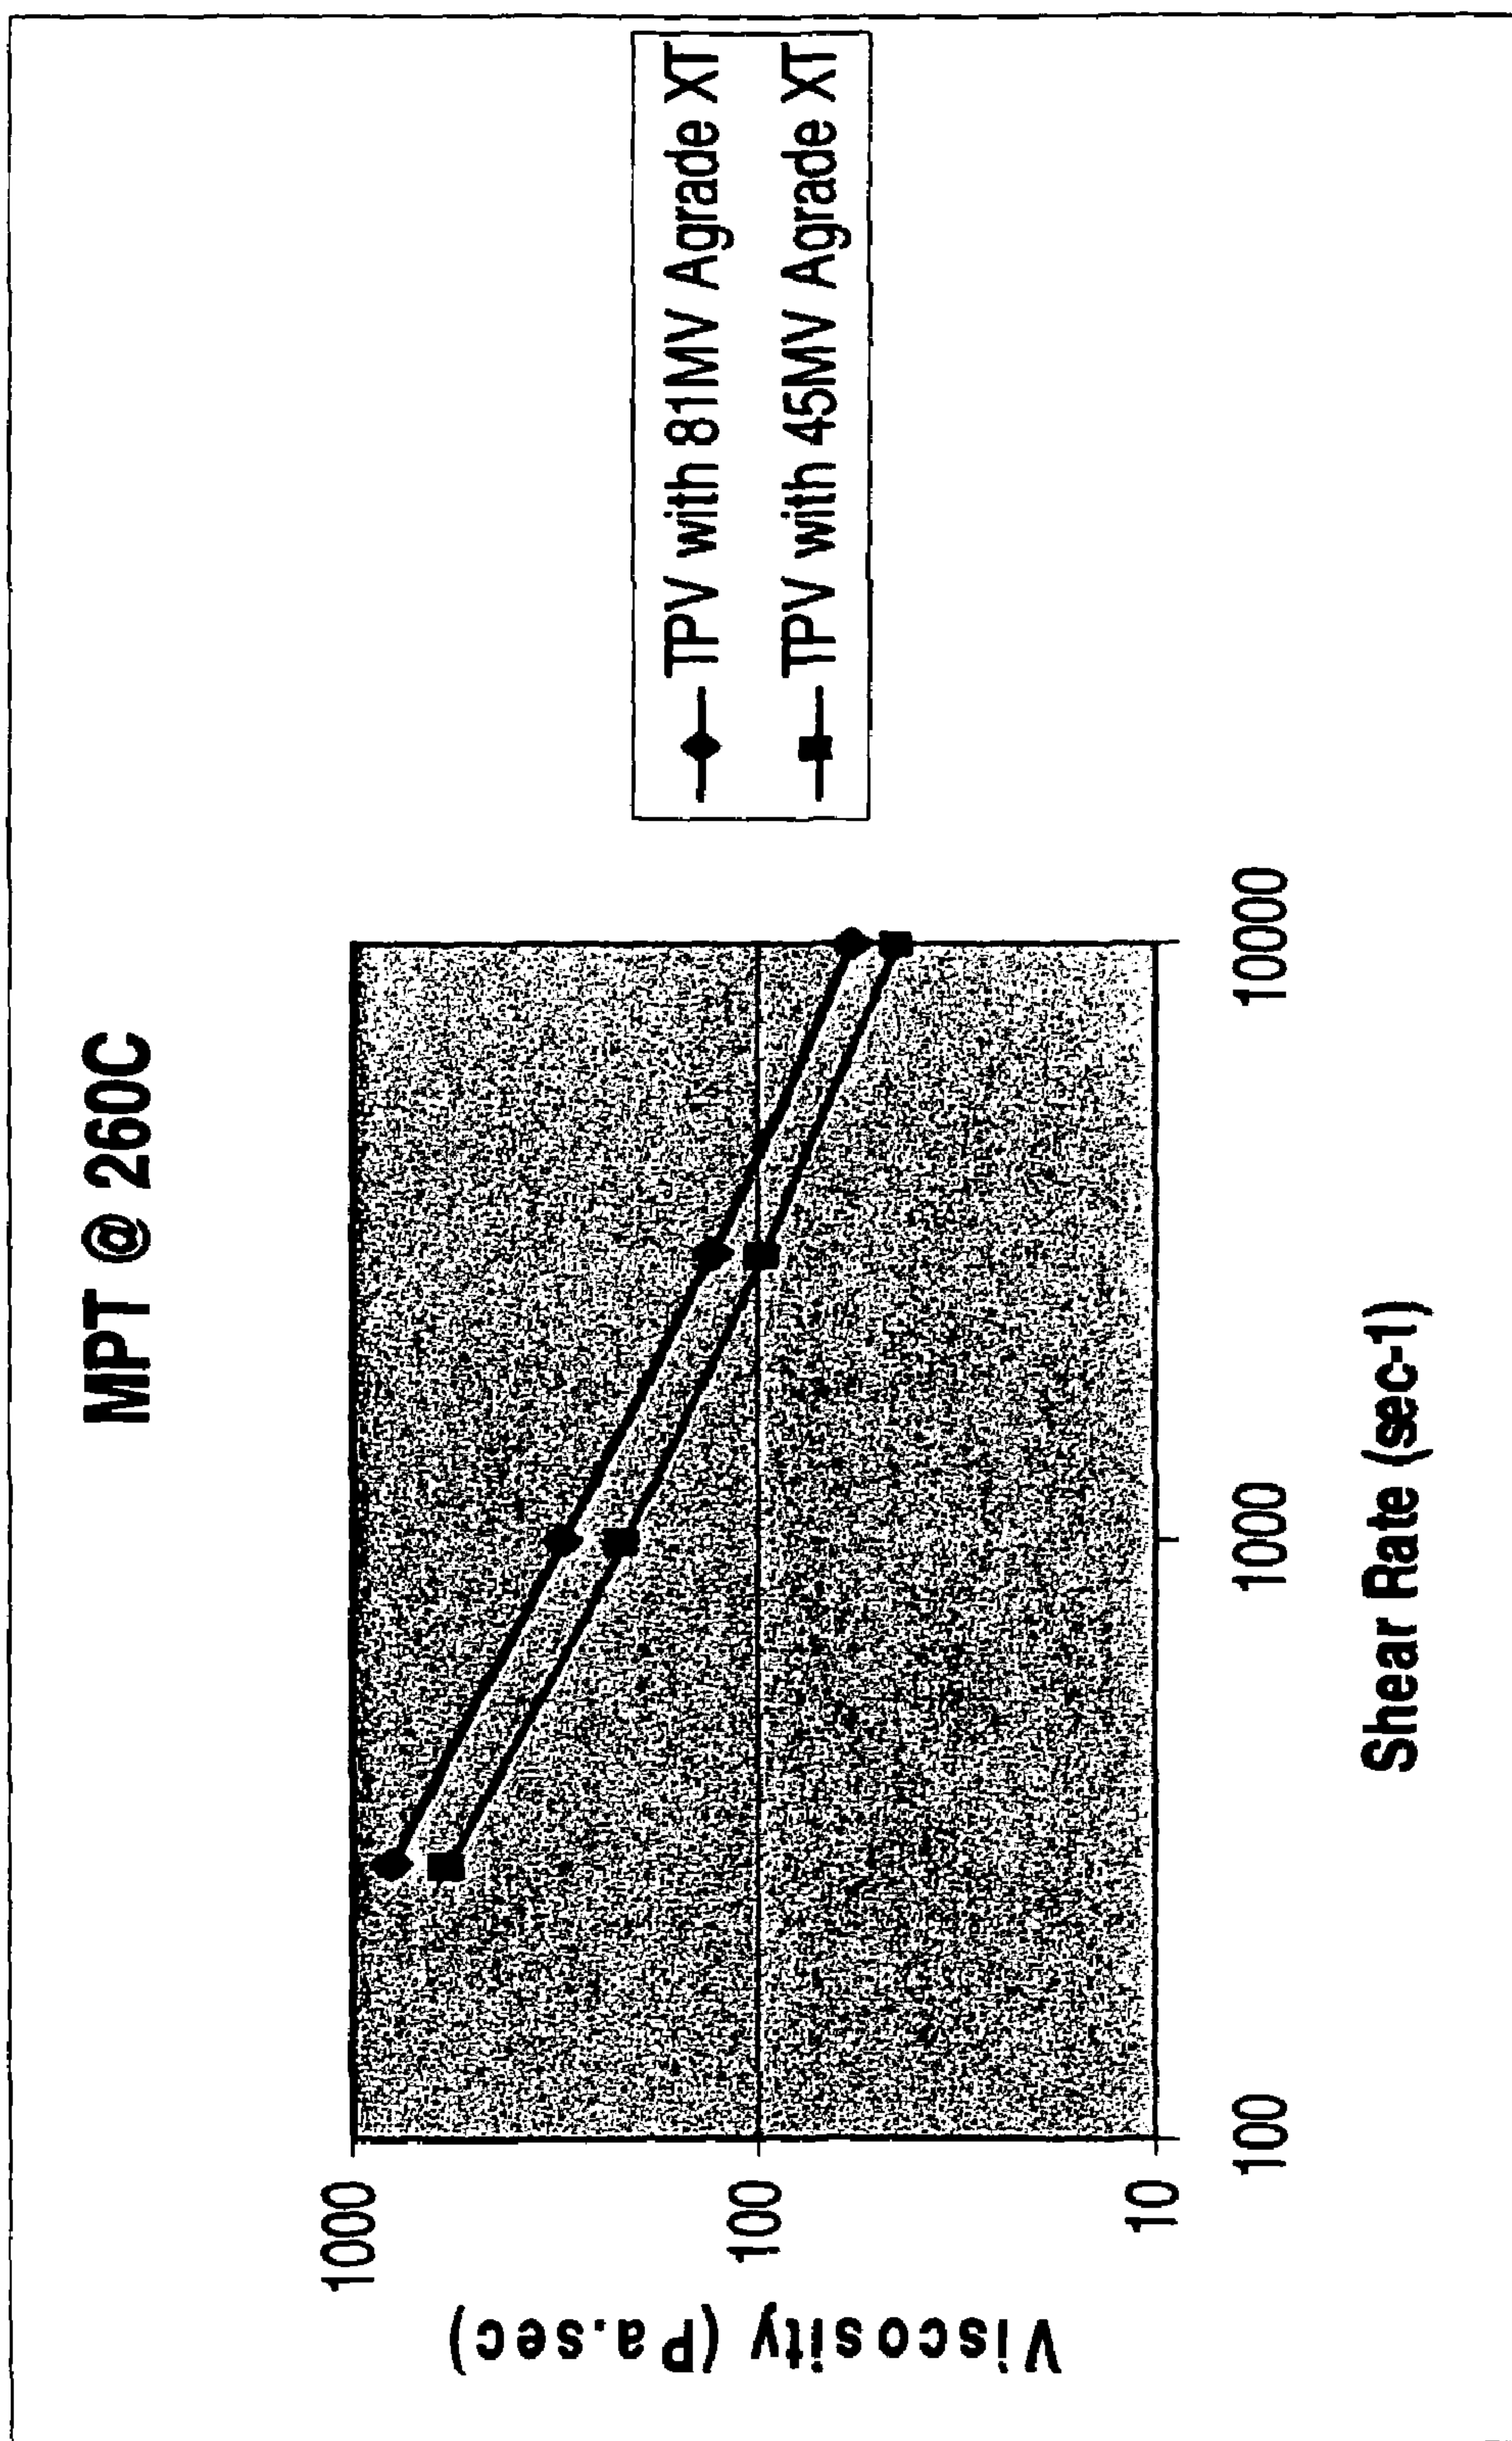 MPT @ 260C
Viscosity (Pa.sec)
1000
100
10
100
1000
10000
Shear Rate (sec-1)
TPV with 81MV Agrade XT
TPV with 45MV Agrade XT